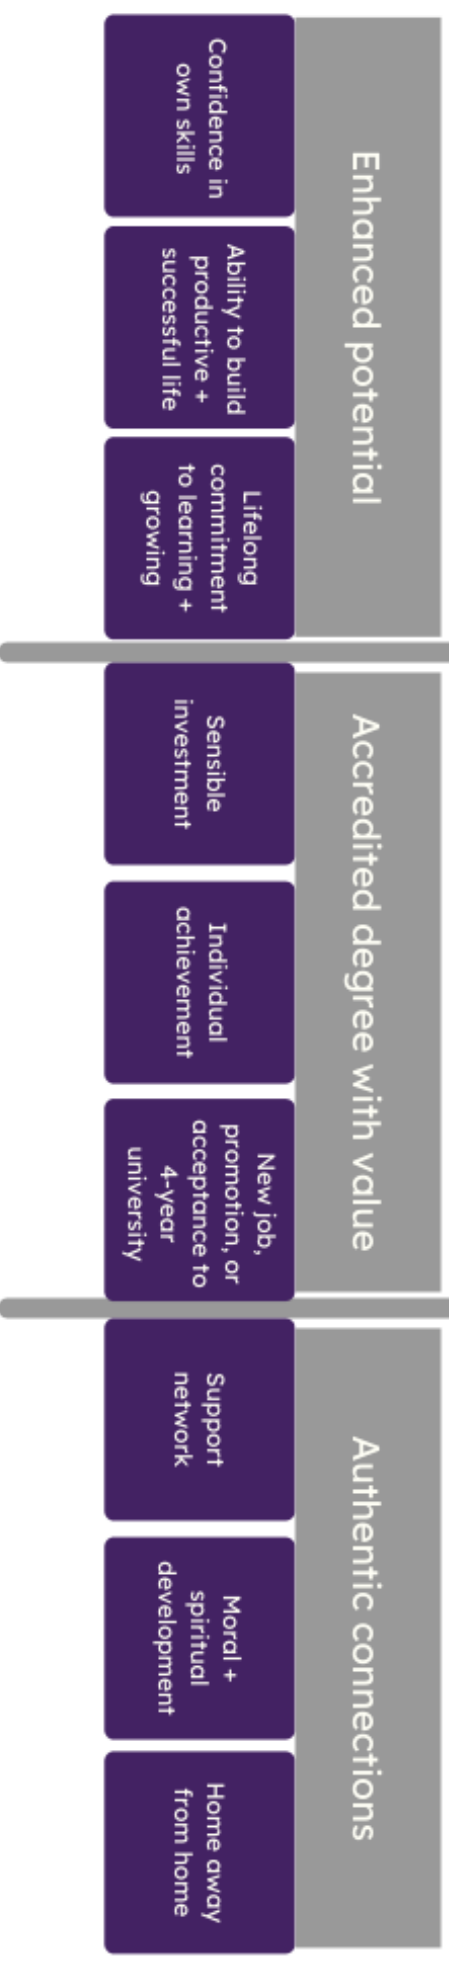 Enhanced potential
Confidence in
own skills
Ability to build
productive +
successful life
Lifelong
commitment
to learning +
growing
Accredited degree with value
Sensible
investment
Individual
achievement
New job,
promotion, or
acceptance to
4-year
university
Authentic connections
Support
network
Moral +
spiritual
development
Home away
from home